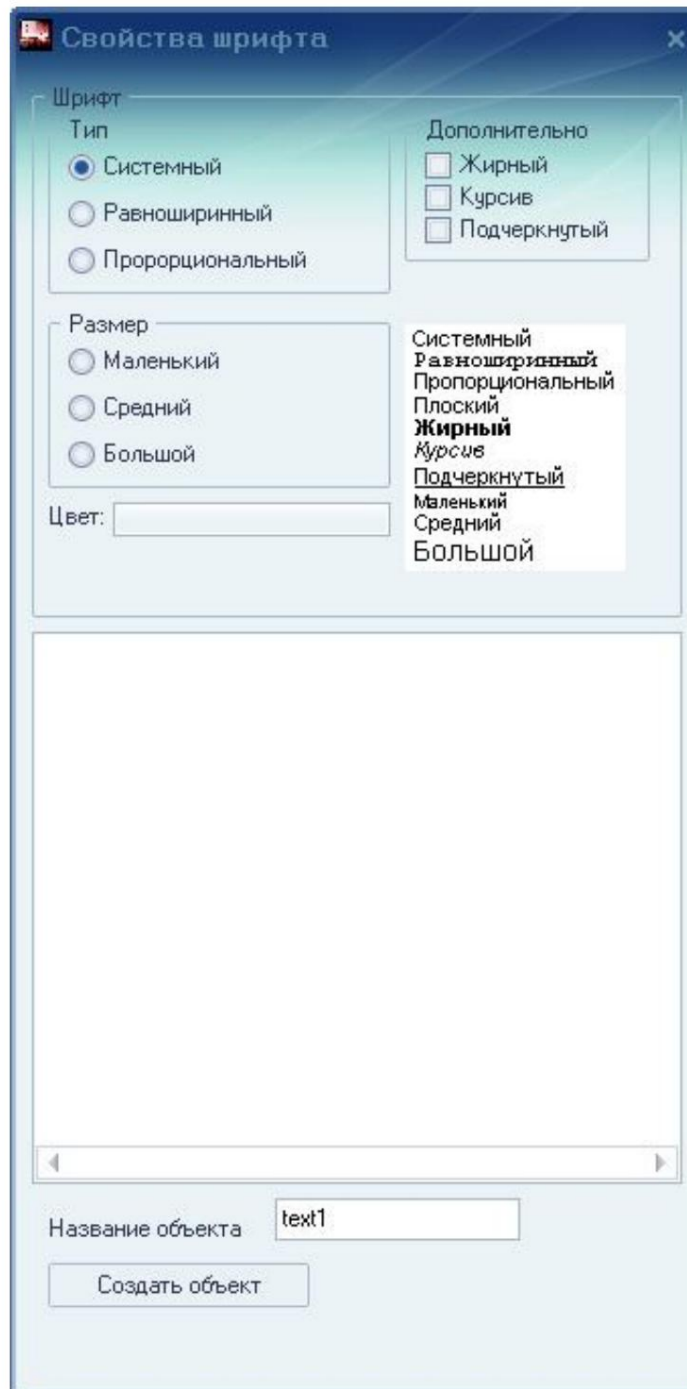 Свойства шрифта
Шрифт
Тип
Системный
Равноширинный
Пророрциональный
Дополнительно
Жирный
Курсив
Подчеркнутый
Размер
Маленький
Средний
Большой
Цвет:
Системный
Равноширинный
Пропорциональный
Плоский
Жирный
Курсив
Подчеркнутый
Маленький
Средний
Большой
Название объекта
text1
Создать объект